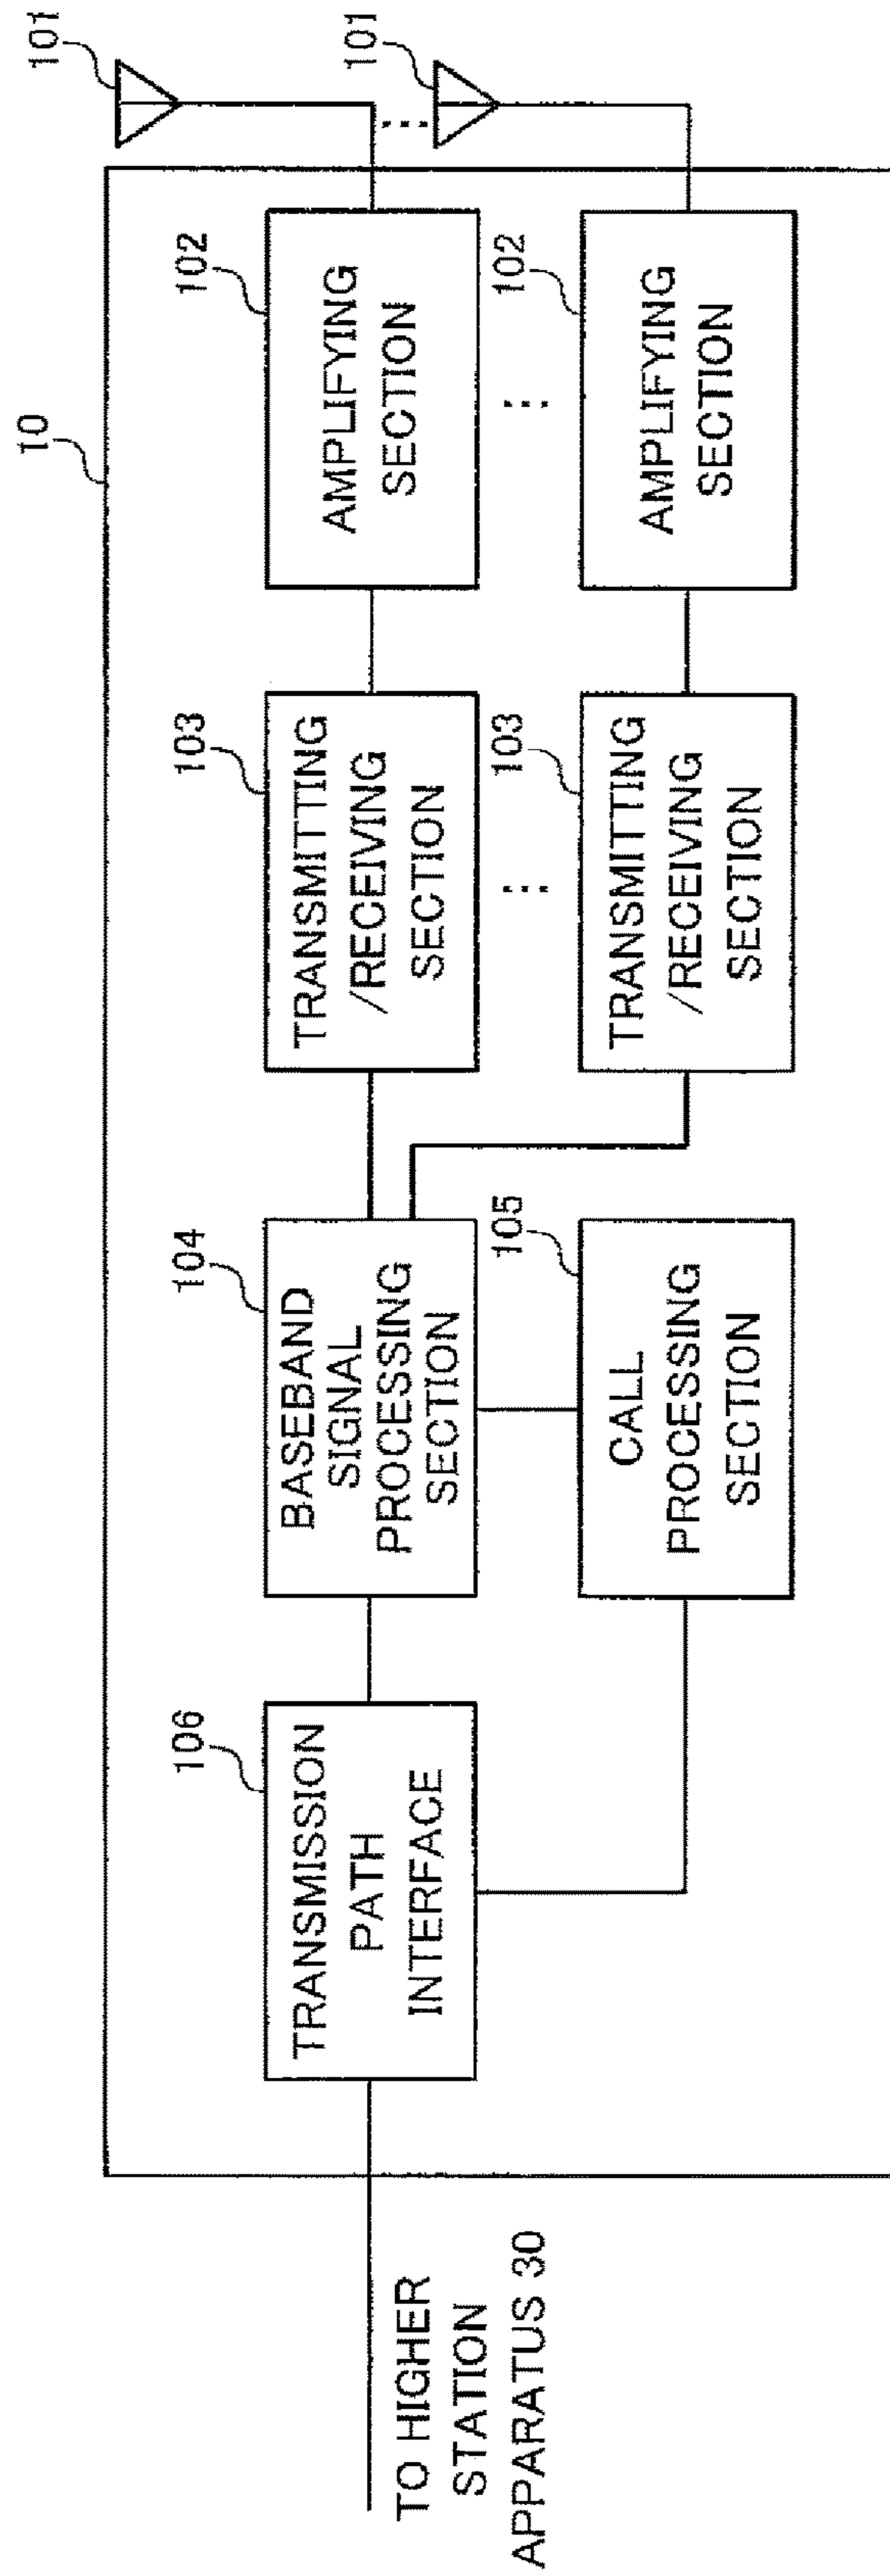 10
101
101
106
TRANSMISSION
PATH
INTERFACE
104
BASEBAND
SIGNAL
PROCESSING
SECTION
103
TRANSMITTING
/RECEIVING
SECTION
102
AMPLIFYING
SECTION
105
CALL
PROCESSING
SECTION
103
TRANSMITTING
/RECEIVING
SECTION
102
AMPLIFYING
SECTION
TO HIGHER
STATION
APPARATUS 30